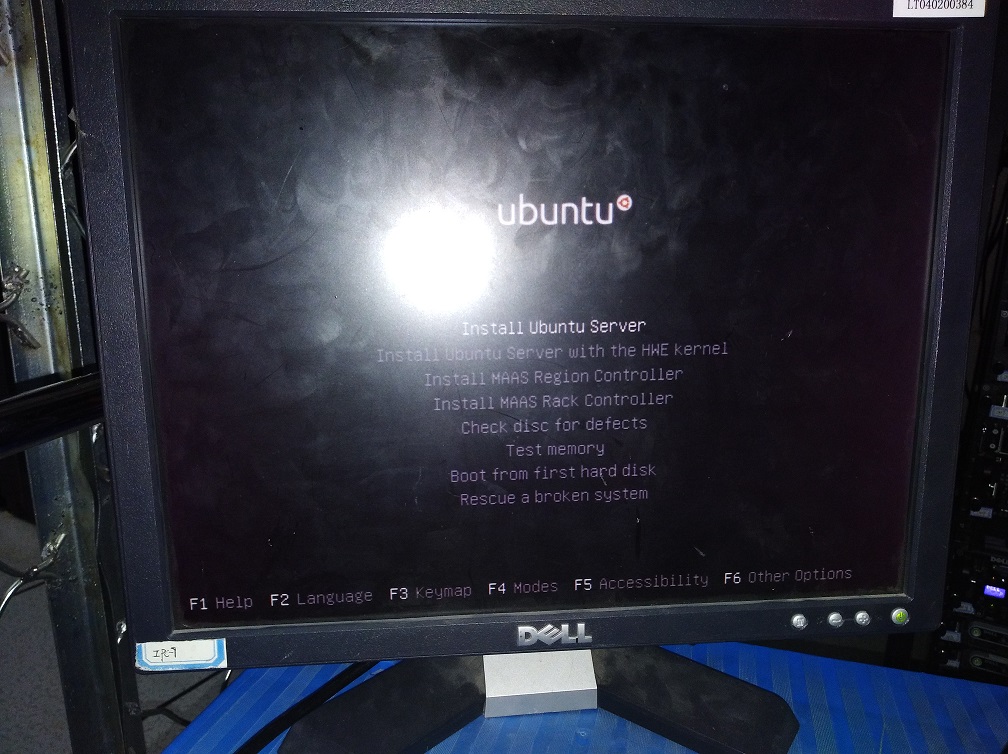 LT040200384
ubuntu
Install Ubuntu Server
Install Ubuntu Server with the HWE kernel
Install MAAS Region Controller
Install MAAS Rack Controller
Check disc for defects
Test memory
Boot from first hard disk
Rescue a broken system
F1 Help F2 Language F3 Keymap F4 Modes F5 Accessibility F6 Other Options
DELL